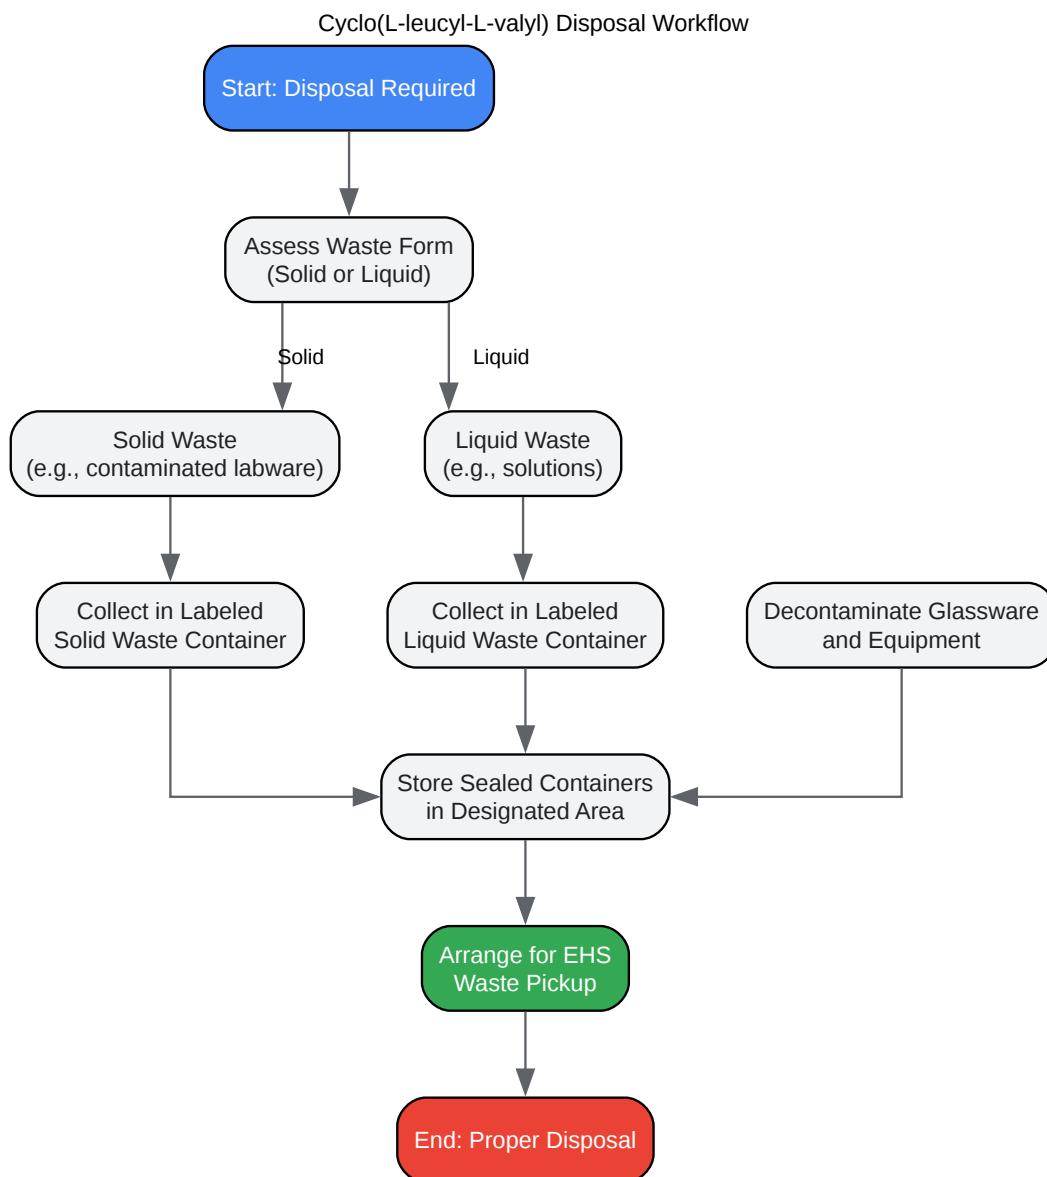 Cyclo(L-leucyl-L-valyl) Disposal Workflow
Start: Disposal Required
Assess Waste Form
(Solid or Liquid)
Solid
Liquid
Solid Waste
(e.g., contaminated labware)
Liquid Waste
(e.g., solutions)
Collect in Labeled
Solid Waste Container
Collect in Labeled
Liquid Waste Container
Decontaminate Glassware
and Equipment
Store Sealed Containers
in Designated Area
Arrange for EHS
Waste Pickup
End: Proper Disposal